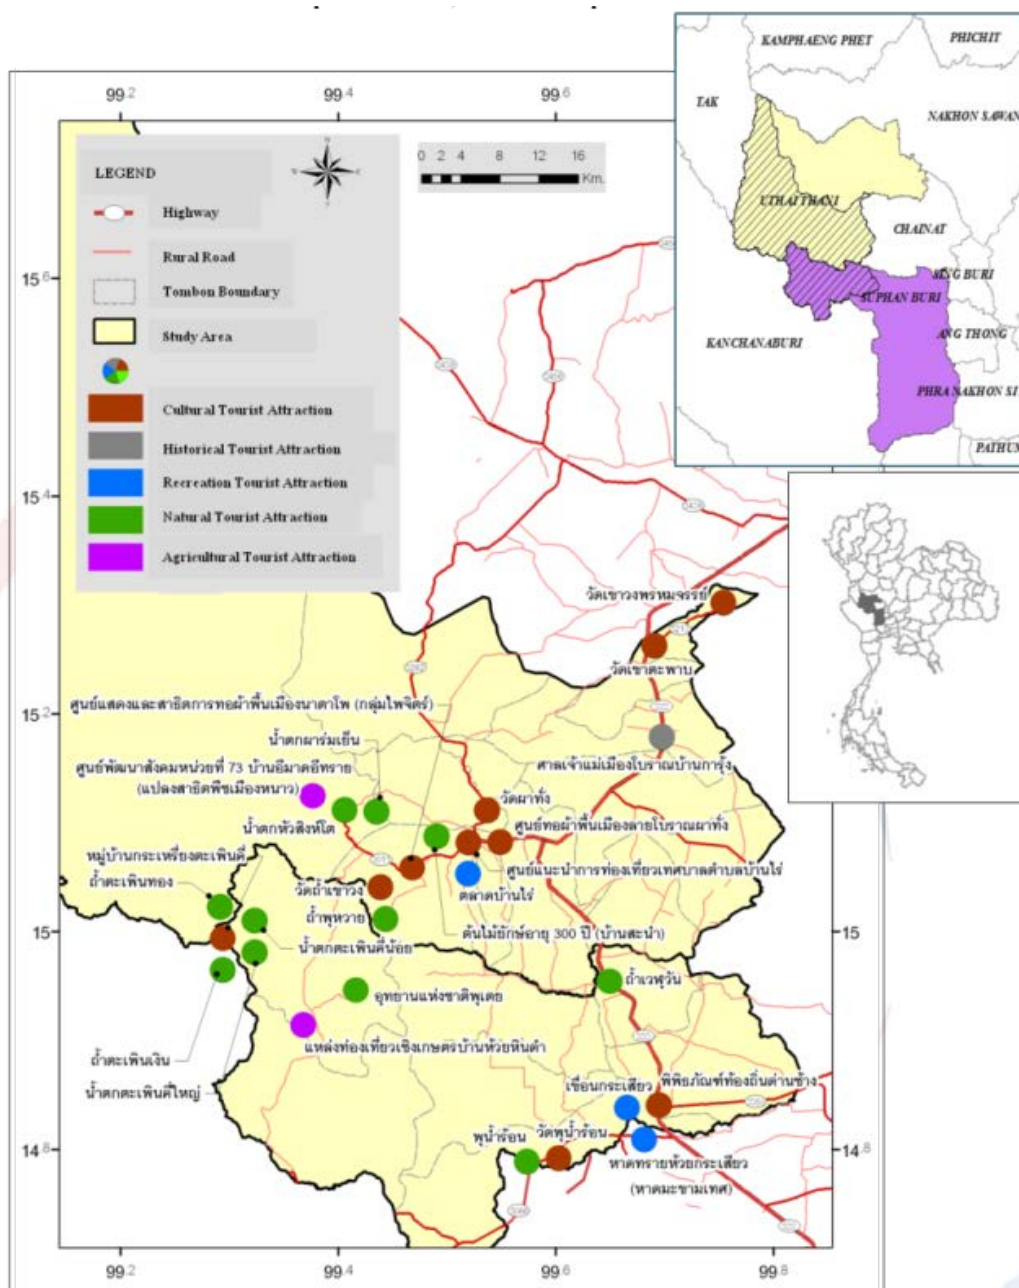 99.2
99.4
99.6
LEGEND
Highway
Rural Road
Tombon Boundary
Study Area
Cultural Tourist Attraction
Historical Tourist Attraction
Recreation Tourist Attraction
Natural Tourist Attraction
Agricultural Tourist Attraction
0 2 4 8 12 16
Km.
KAMPHAENG PHET
PHICHIT
TAK
NAKHON SAWAN
UTHAI THANI
CHAINAT
SING BURI
SUPHAN BURI
ANG THONG
KANCHANABURI
PHRA NAKHON SI
PATHUM
15.6
15.4
15.2
15
15
14.8
14.8
วัดเขาวงพรหมจรรย์
วัดเขาตะพาบ
ศูนย์แสดงและสาธิตการทอผ้าพื้นเมืองนาตาโพ (กลุ่มไพจิตร์)
น้ำตกผาร่มเย็น
ศาลเจ้าแม่เมืองโบราณบ้านการุ้ง
ศูนย์พัฒนาสังคมหน่วยที่ 73 บ้านอีมาดอีทราย
(แปลงสาธิตพืชเมืองหนาว)
วัดผาทั่ง
น้ำตกหัวสิงห์โต
ศูนย์ทอผ้าพื้นเมืองลายโบราณผาทั่ง
หมู่บ้านกระเหรี่ยงตะเพินคี่
ศูนย์แนะนำการท่องเที่ยวเทศบาลตำบลบ้านไร่
ถ้ำตะเพินทอง
วัดถ้ำเขาวง
ตลาดบ้านไร่
ถ้ำพุหวาย
ต้นไม้ยักษ์อายุ 300 ปี (บ้านสะนำ)
น้ำตกตะเพินคี่น้อย
ถ้ำเวฬุวัน
อุทยานแห่งชาติพุเตย
แหล่งท่องเที่ยวเชิงเกษตรบ้านห้วยหินดำ
ถ้ำตะเพินเงิน
น้ำตกตะเพินคี่ใหญ่
เขื่อนกระเสียว
พิพิธภัณฑ์ท้องถิ่นด่านช้าง
พุน้ำร้อน
วัดพุน้ำร้อน
หาดทรายห้วยกระเสียว
(หาดมะขามเทศ)
99.2
99.4
99.6
99.8